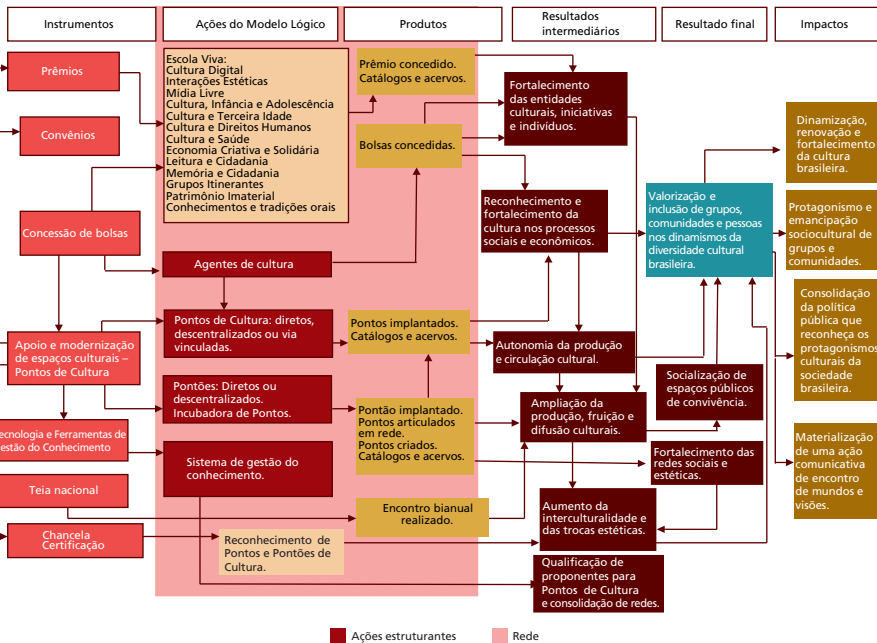 Instrumentos
Ações do Modelo Lógico
Produtos
Resultados
intermediários
Resultado final
Impactos
Prêmios
Convênios
Concessão de bolsas
Apoio e modernização
de espaços culturais –
Pontos de Cultura
ecnologia e Ferramentas de
estão do Conhecimento
Teia nacional
Chancela
Certificação
Escola Viva:
Cultura Digital
Interações Estéticas
Mídia Livre
Cultura, Infância e Adolescência
Cultura e Terceira Idade
Cultura e Direitos Humanos
Cultura e Saúde
Economia Criativa e Solidária
Leitura e Cidadania
Memória e Cidadania
Grupos Itinerantes
Patrimônio Imaterial
Conhecimentos e tradições orais
Agentes de cultura
Pontos de Cultura: diretos,
descentralizados ou via
vinculadas.
Pontões: Diretos ou
descentralizados.
Incubadora de Pontos.
Sistema de gestão do
conhecimento.
Reconhecimento de
Pontos e Pontões de
Cultura.
Prêmio concedido.
Catálogos e acervos.
Bolsas concedidas.
Pontos implantados.
Catálogos e acervos.
Pontão implantado.
Pontos articulados
em rede.
Pontos criados.
Catálogos e acervos.
Encontro bianual
realizado.
Fortalecimento
das entidades
culturais, iniciativas
e indivíduos.
Reconhecimento e
fortalecimento da
cultura nos processos
sociais e econômicos.
Autonomia da produção
e circulação cultural.
Ampliação da
produção, fruição e
difusão culturais.
Aumento da
interculturalidade e
das trocas estéticas.
Qualificação de
proponentes para
Pontos de Cultura
e consolidação de redes.
Valorização e
inclusão de grupos,
comunidades e pessoas
nos dinamismos da
diversidade cultural
brasileira.
Socialização de
espaços públicos
de convivência.
Fortalecimento das
redes sociais e
estéticas.
Dinamização,
renovação e
fortalecimento
da cultura
brasileira.
Protagonismo e
emancipação
sociocultural de
grupos e
comunidades.
Consolidação
da política
pública que
reconheça os
protagonismos
culturais da
sociedade
brasileira.
Materialização
de uma ação
comunicativa
de encontro
de mundos e
visões.
Ações estruturantes
Rede